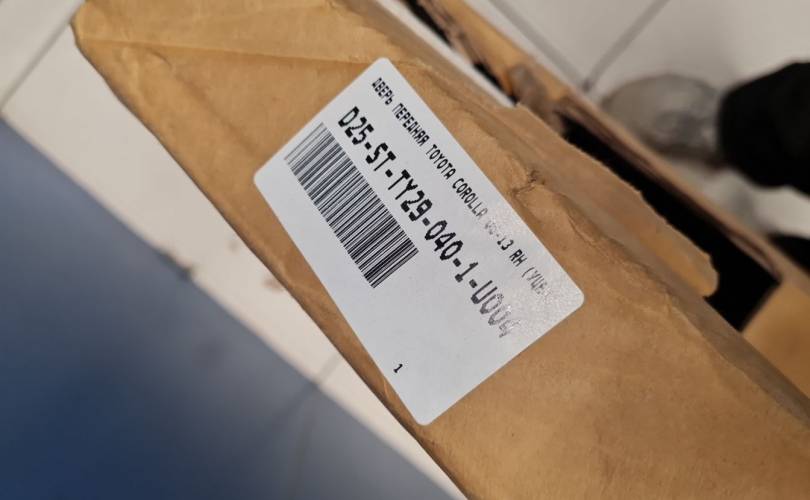 ДВЕРЬ ПЕРЕДНЯЯ TOYOTA COROLLA 06-13 RH
D25-ST-TY29-040-1-U004
1